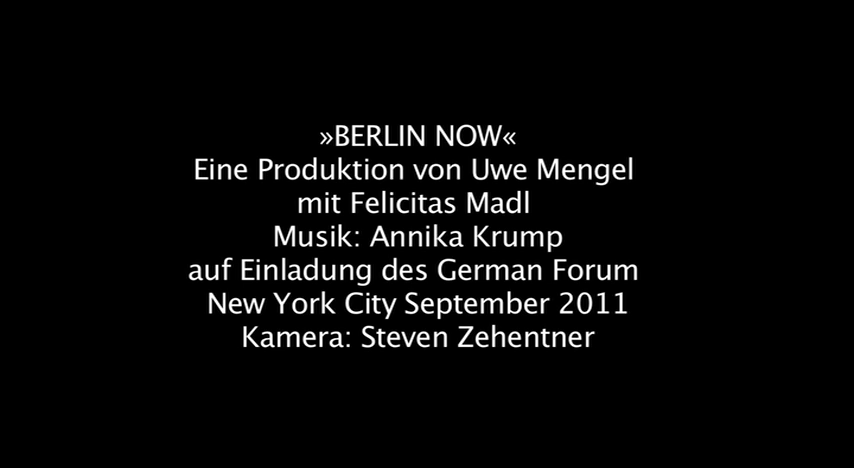 »BERLIN NOW«
Eine Produktion von Uwe Mengel
mit Felicitas Madl
Musik: Annika Krump
auf Einladung des German Forum
New York City September 2011
Kamera: Steven Zehentner